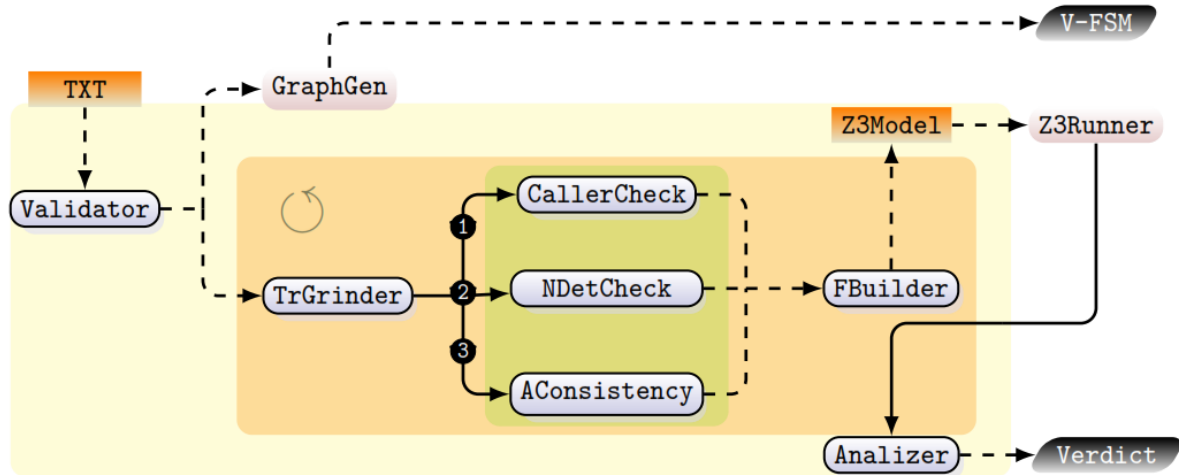 V-FSM
TXT
GraphGen
Z3Model
Z3Runner
CallerCheck
Validator
1
TrGrinder
2
NDetCheck
FBuilder
3
AConsistency
Analizer
Verdict